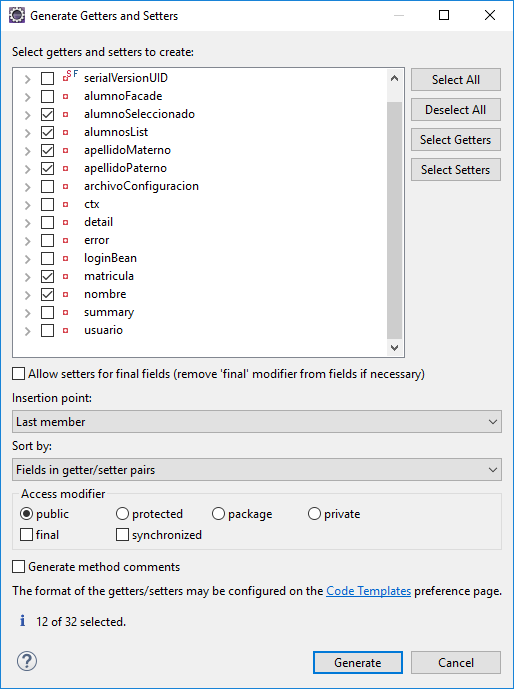 Generate Getters and Setters
Select getters and setters to create:
S F serialVersionUID
alumnoFacade
alumnoSeleccionado
alumnosList
apellidoMaterno
apellidoPaterno
archivoConfiguracion
ctx
detail
error
loginBean
matricula
nombre
summary
usuario
Select All
Deselect All
Select Getters
Select Setters
Allow setters for final fields (remove 'final' modifier from fields if necessary)
Insertion point:
Last member
Sort by:
Fields in getter/setter pairs
Access modifier
public protected package private
final synchronized
Generate method comments
The format of the getters/setters may be configured on the Code Templates preference page.
i 12 of 32 selected.
? Generate Cancel